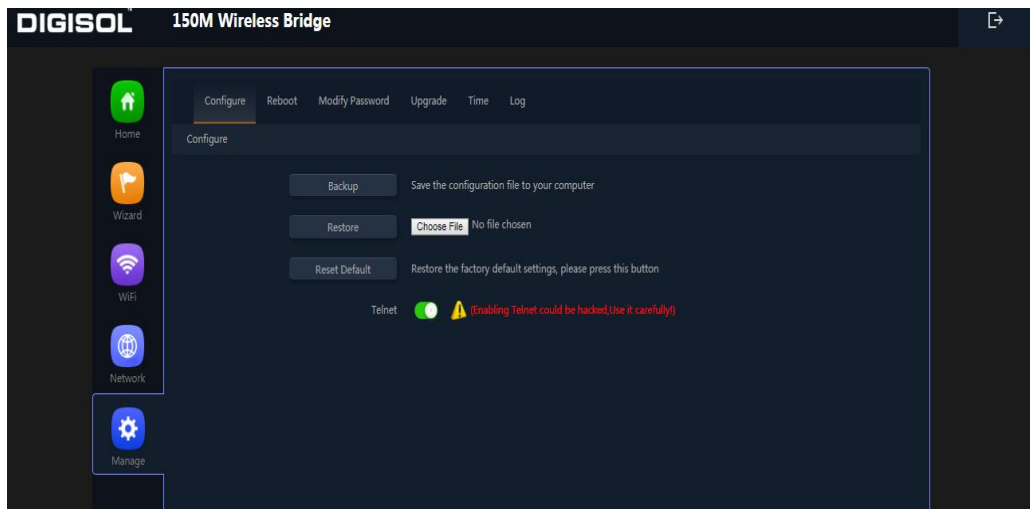 DIGISOL™ 150M Wireless Bridge
Home
Wizard
WiFi
Network
Manage
Configure Reboot Modify Password Upgrade Time Log
Configure
Backup Save the configuration file to your computer
Restore Choose File No file chosen
Reset Default Restore the factory default settings, please press this button
Telnet (Enabling Telnet could be hacked,Use it carefully!)